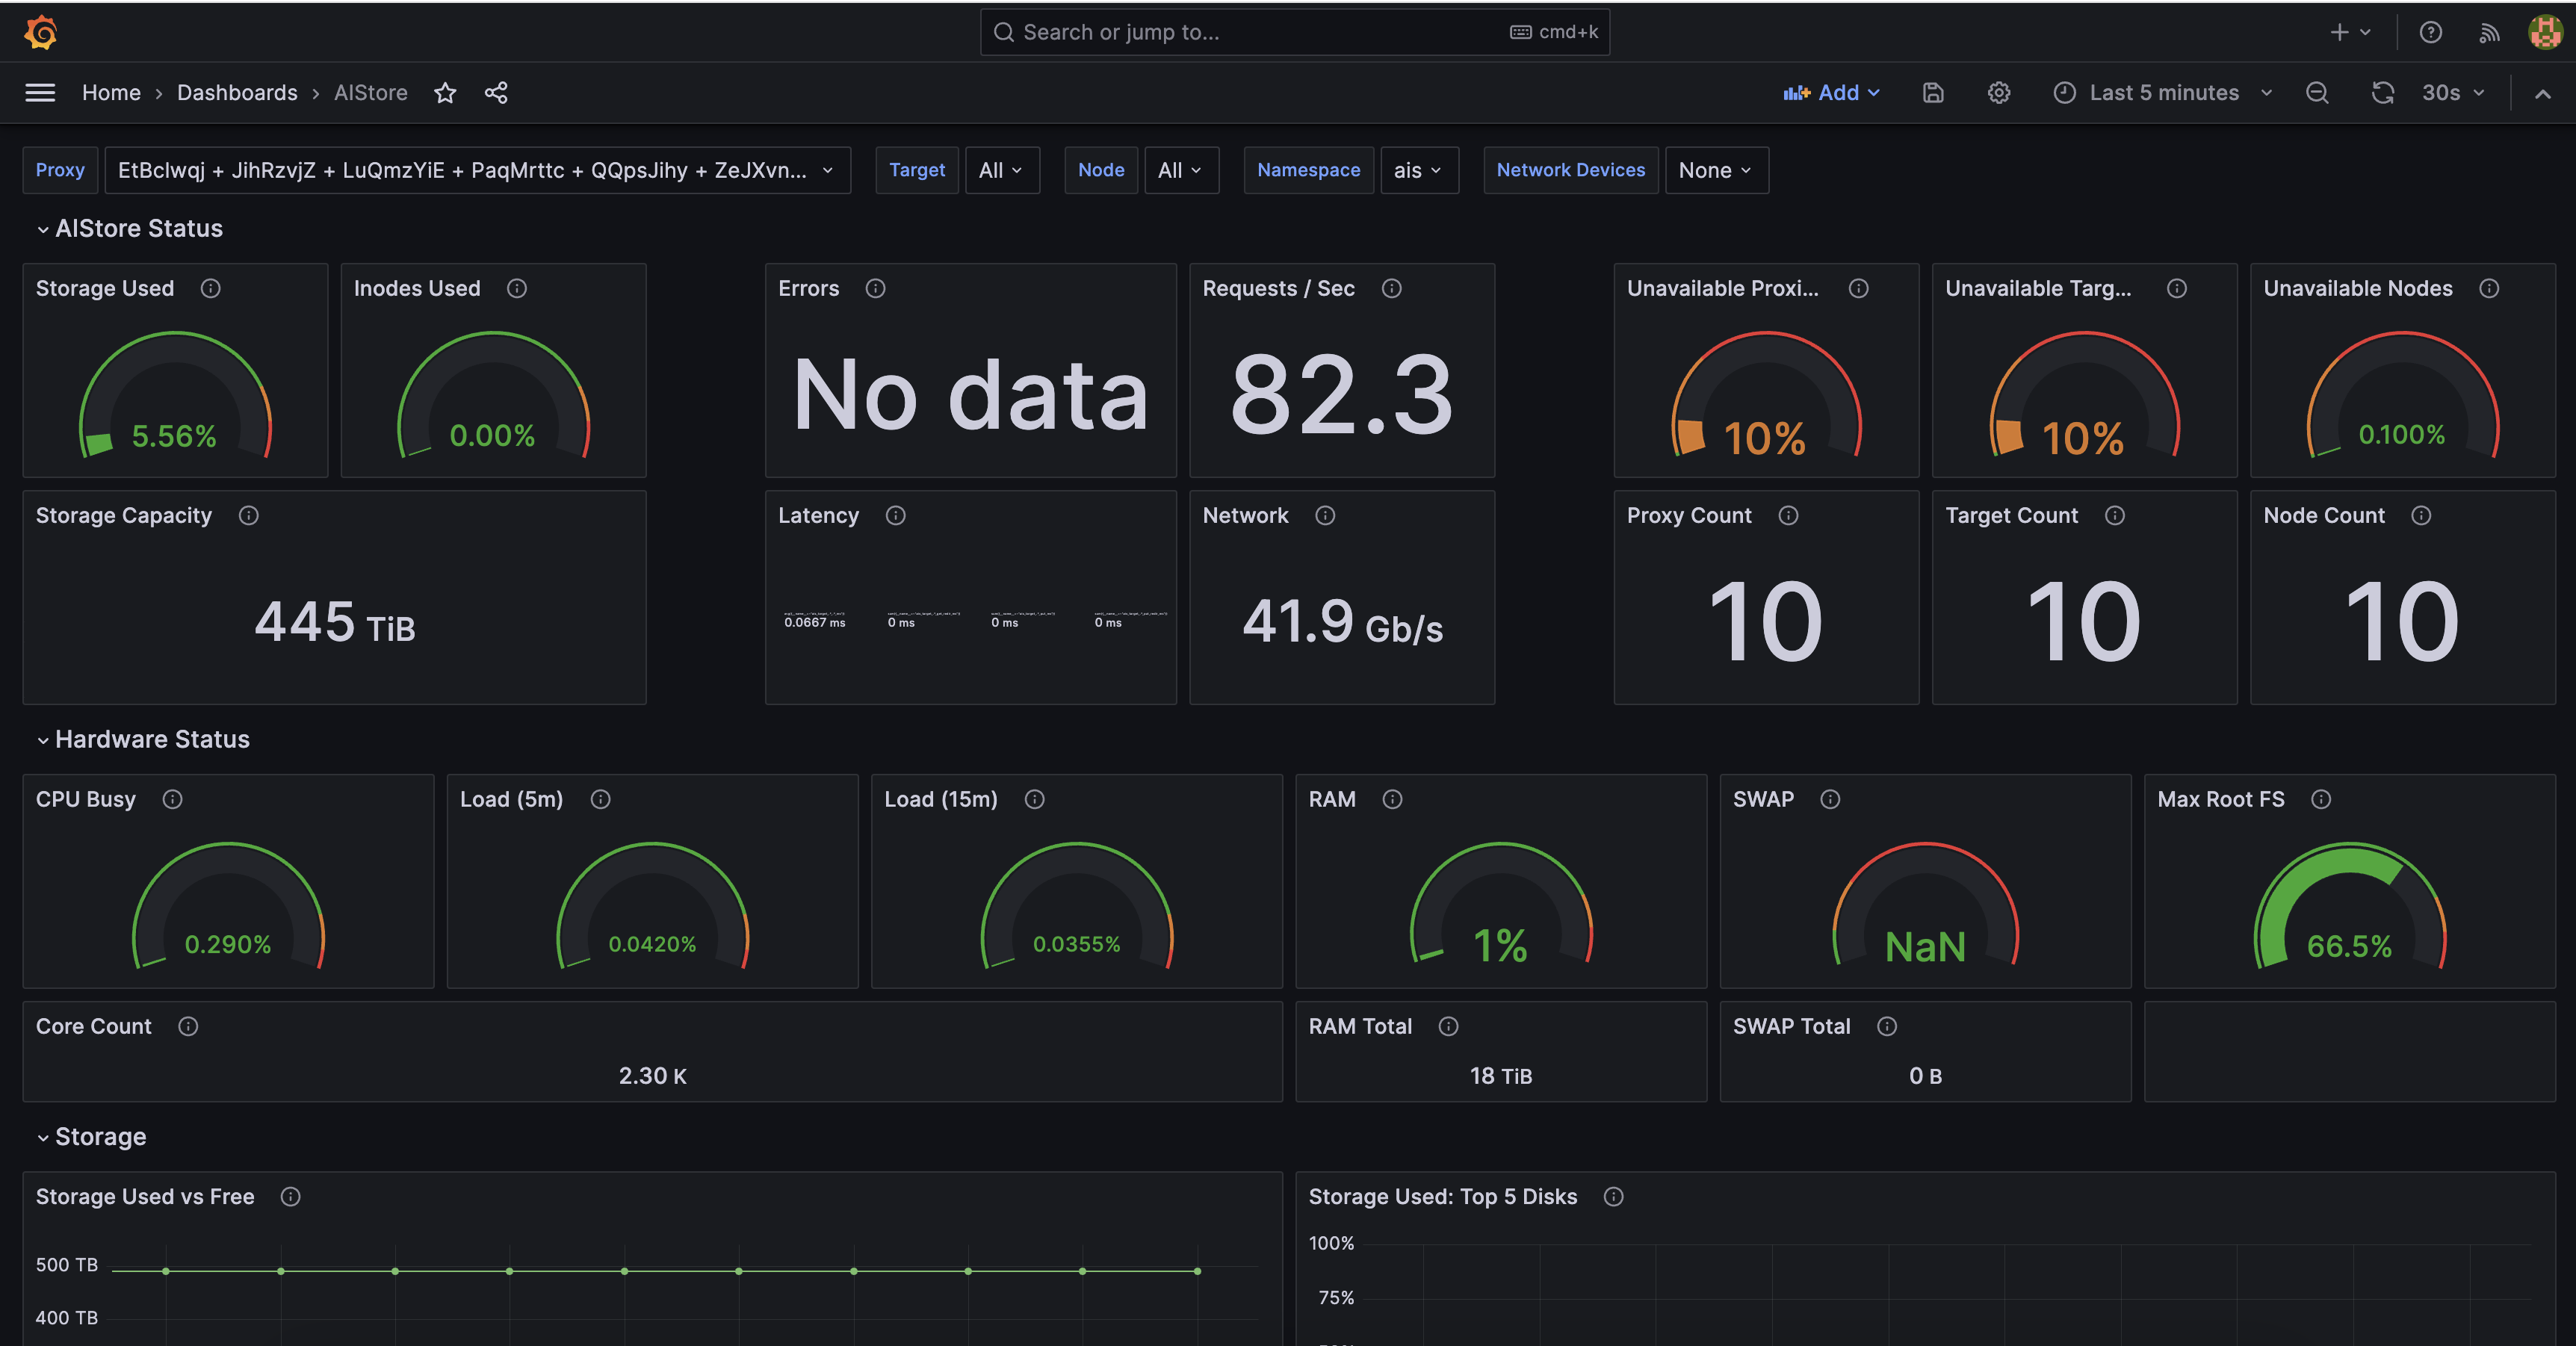 Search or jump to... cmd+k
Home › Dashboards › AIStore Add Last 5 minutes 30s
Proxy EtBclwqj + JihRzvjZ + LuQmzYiE + PaqMrttc + QQpsJihy + ZeJXvn... Target All Node All Namespace ais Network Devices None
AIStore Status
Storage Used Inodes Used Errors Requests / Sec Unavailable Proxi... Unavailable Targ... Unavailable Nodes
5.56% 0.00% No data 82.3 10% 10% 0.100%
Storage Capacity Latency Network Proxy Count Target Count Node Count
445 TiB 0.0667 ms 0 ms 0 ms 0 ms 41.9 Gb/s 10 10 10
Hardware Status
CPU Busy Load (5m) Load (15m) RAM SWAP Max Root FS
0.290% 0.0420% 0.0355% 1% NaN 66.5%
Core Count RAM Total SWAP Total
2.30 K 18 TiB 0 B
Storage
Storage Used vs Free Storage Used: Top 5 Disks
500 TB 100%
400 TB 75%